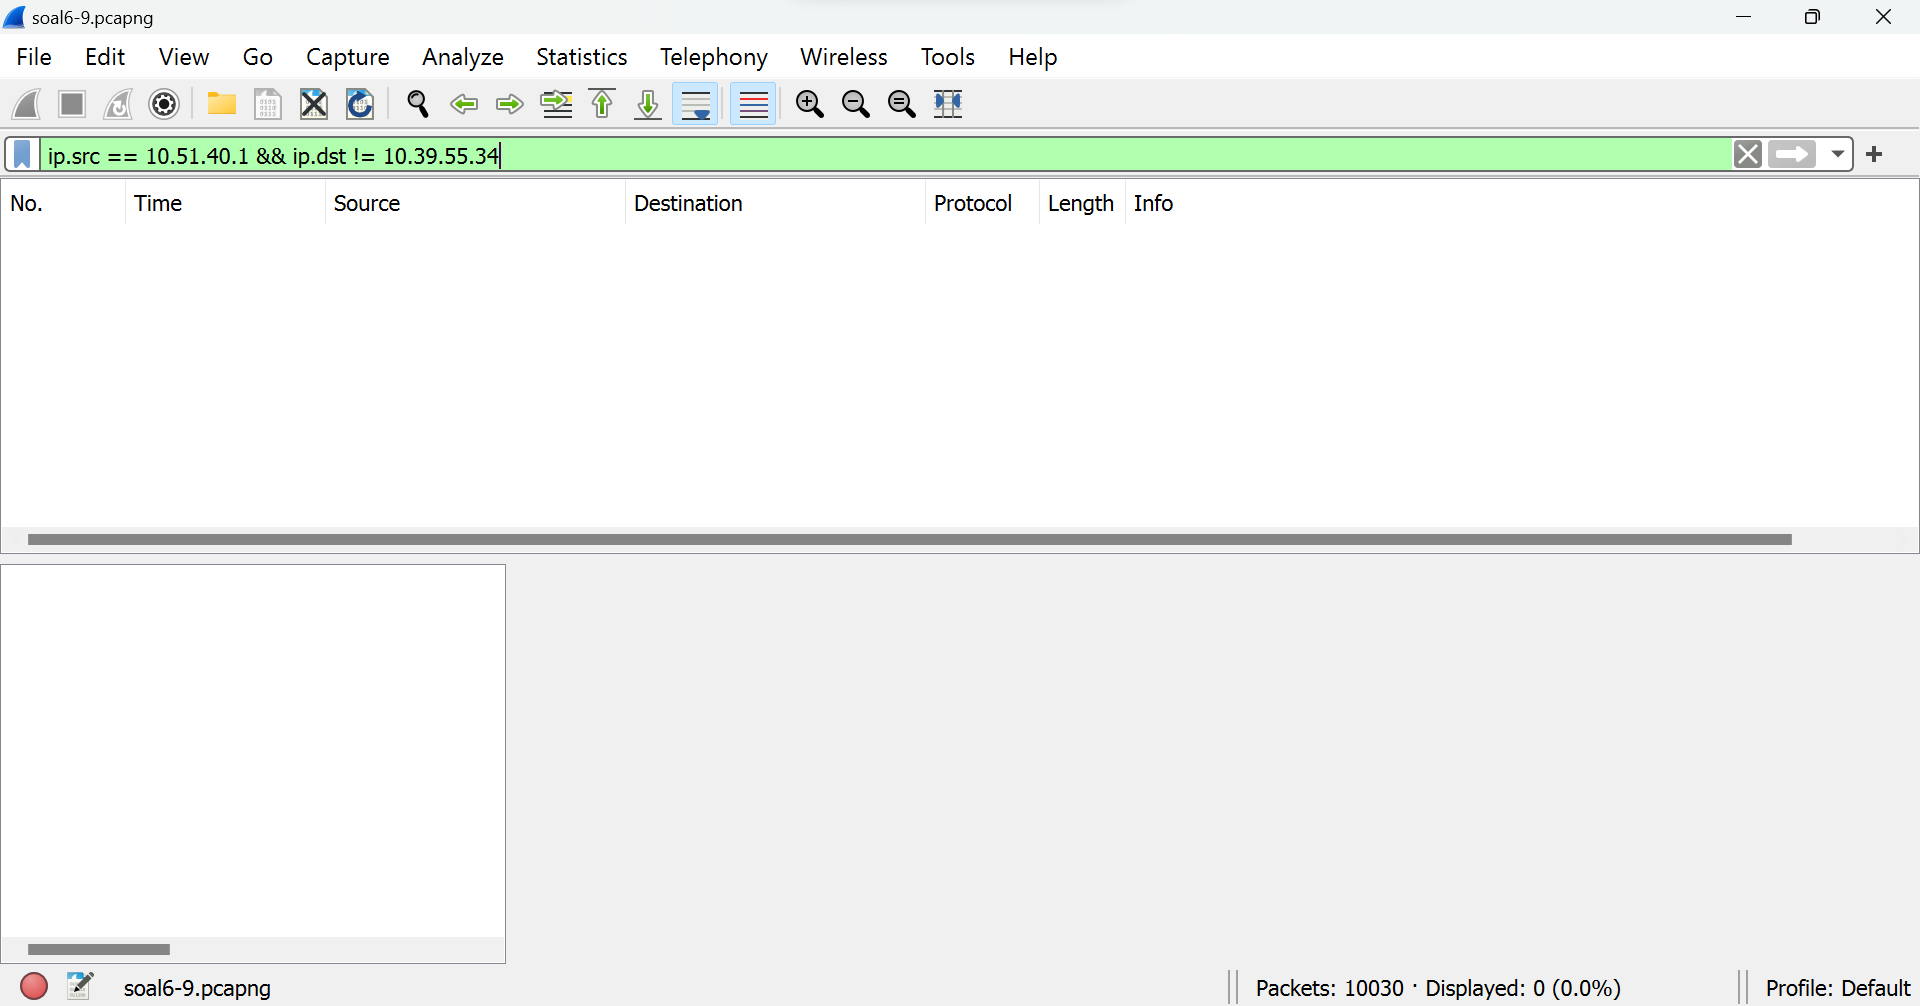 soal6-9.pcapng
File Edit View Go Capture Analyze Statistics Telephony Wireless Tools Help
ip.src == 10.51.40.1 && ip.dst != 10.39.55.34
No. Time Source Destination Protocol Length Info
soal6-9.pcapng Packets: 10030 · Displayed: 0 (0.0%) Profile: Default